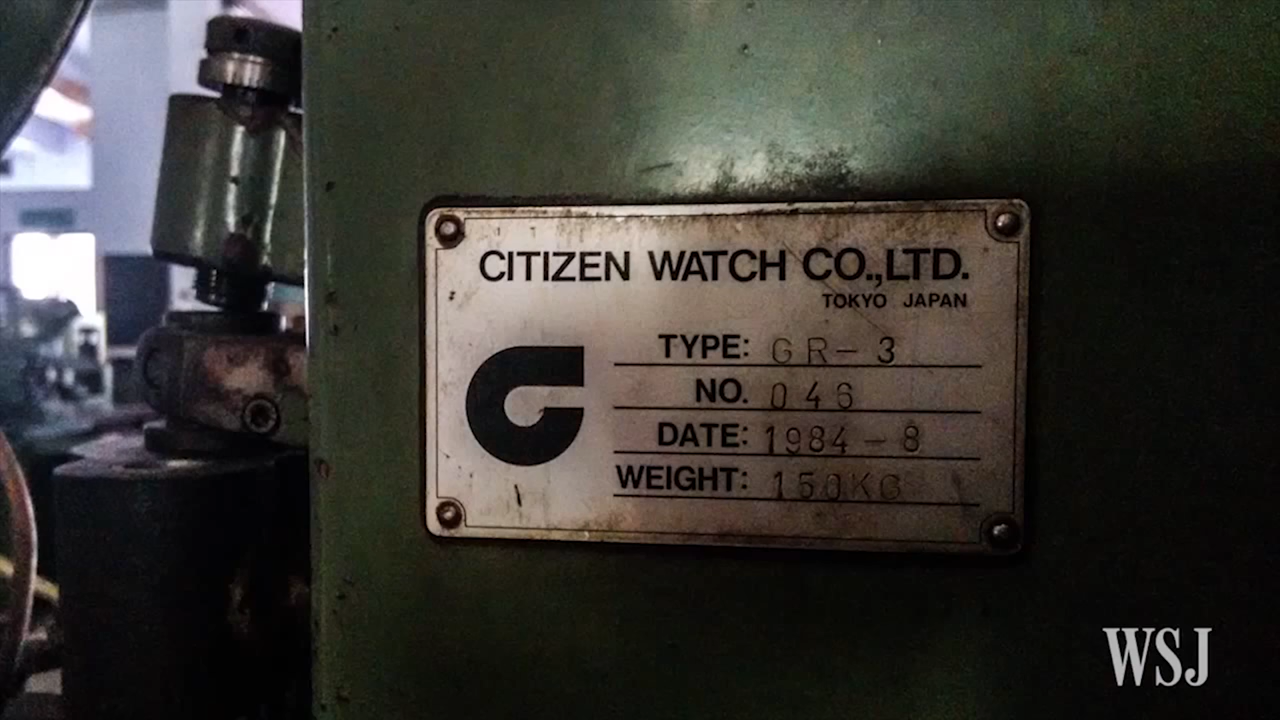 CITIZEN WATCH CO.,LTD.
TOKYO JAPAN
TYPE: GR-3
NO. 046
DATE: 1984-8
WEIGHT: 150KG
WSJ